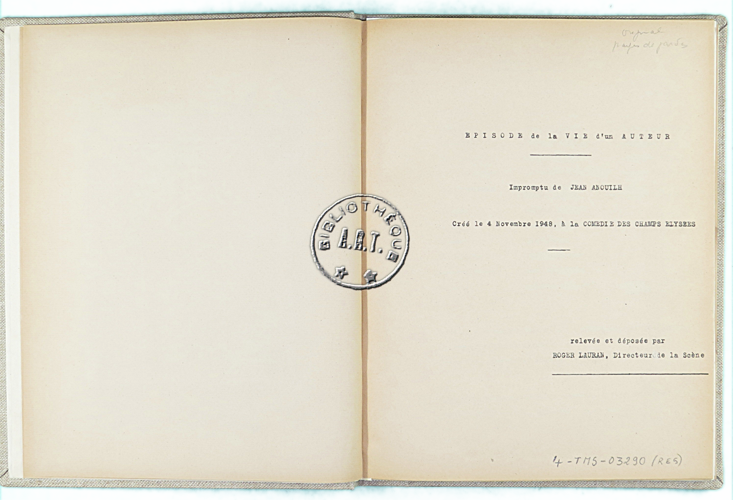 EPISODE de la VIE d'un AUTEUR
Impromptu de JEAN ANOUILH
Créé le 4 Novembre 1948, à la COMEDIE DES CHAMPS ELYSEES
BIBLIOTHÈQUE
A.R.T.
relevée et déposée par
ROGER LAURAN, Directeur de la Scène
4-TMS-03290 (RES)